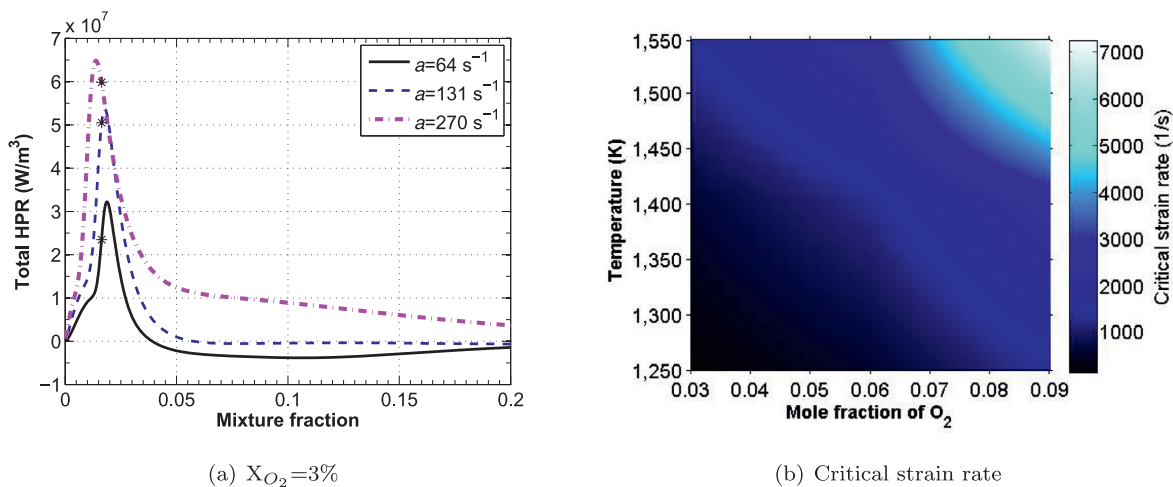 x 10⁷
7
6
5
4
3
2
1
0
−1
Total HPR (W/m³)
0 0.05 0.1 0.15 0.2
Mixture fraction
a=64 s⁻¹
a=131 s⁻¹
a=270 s⁻¹
(a) X_{O₂}=3%
1,550
1,500
1,450
1,400
1,350
1,300
1,250
Temperature (K)
0.03 0.04 0.05 0.06 0.07 0.08 0.09
Mole fraction of O₂
7000
6000
5000
4000
3000
2000
1000
Critical strain rate (1/s)
(b) Critical strain rate